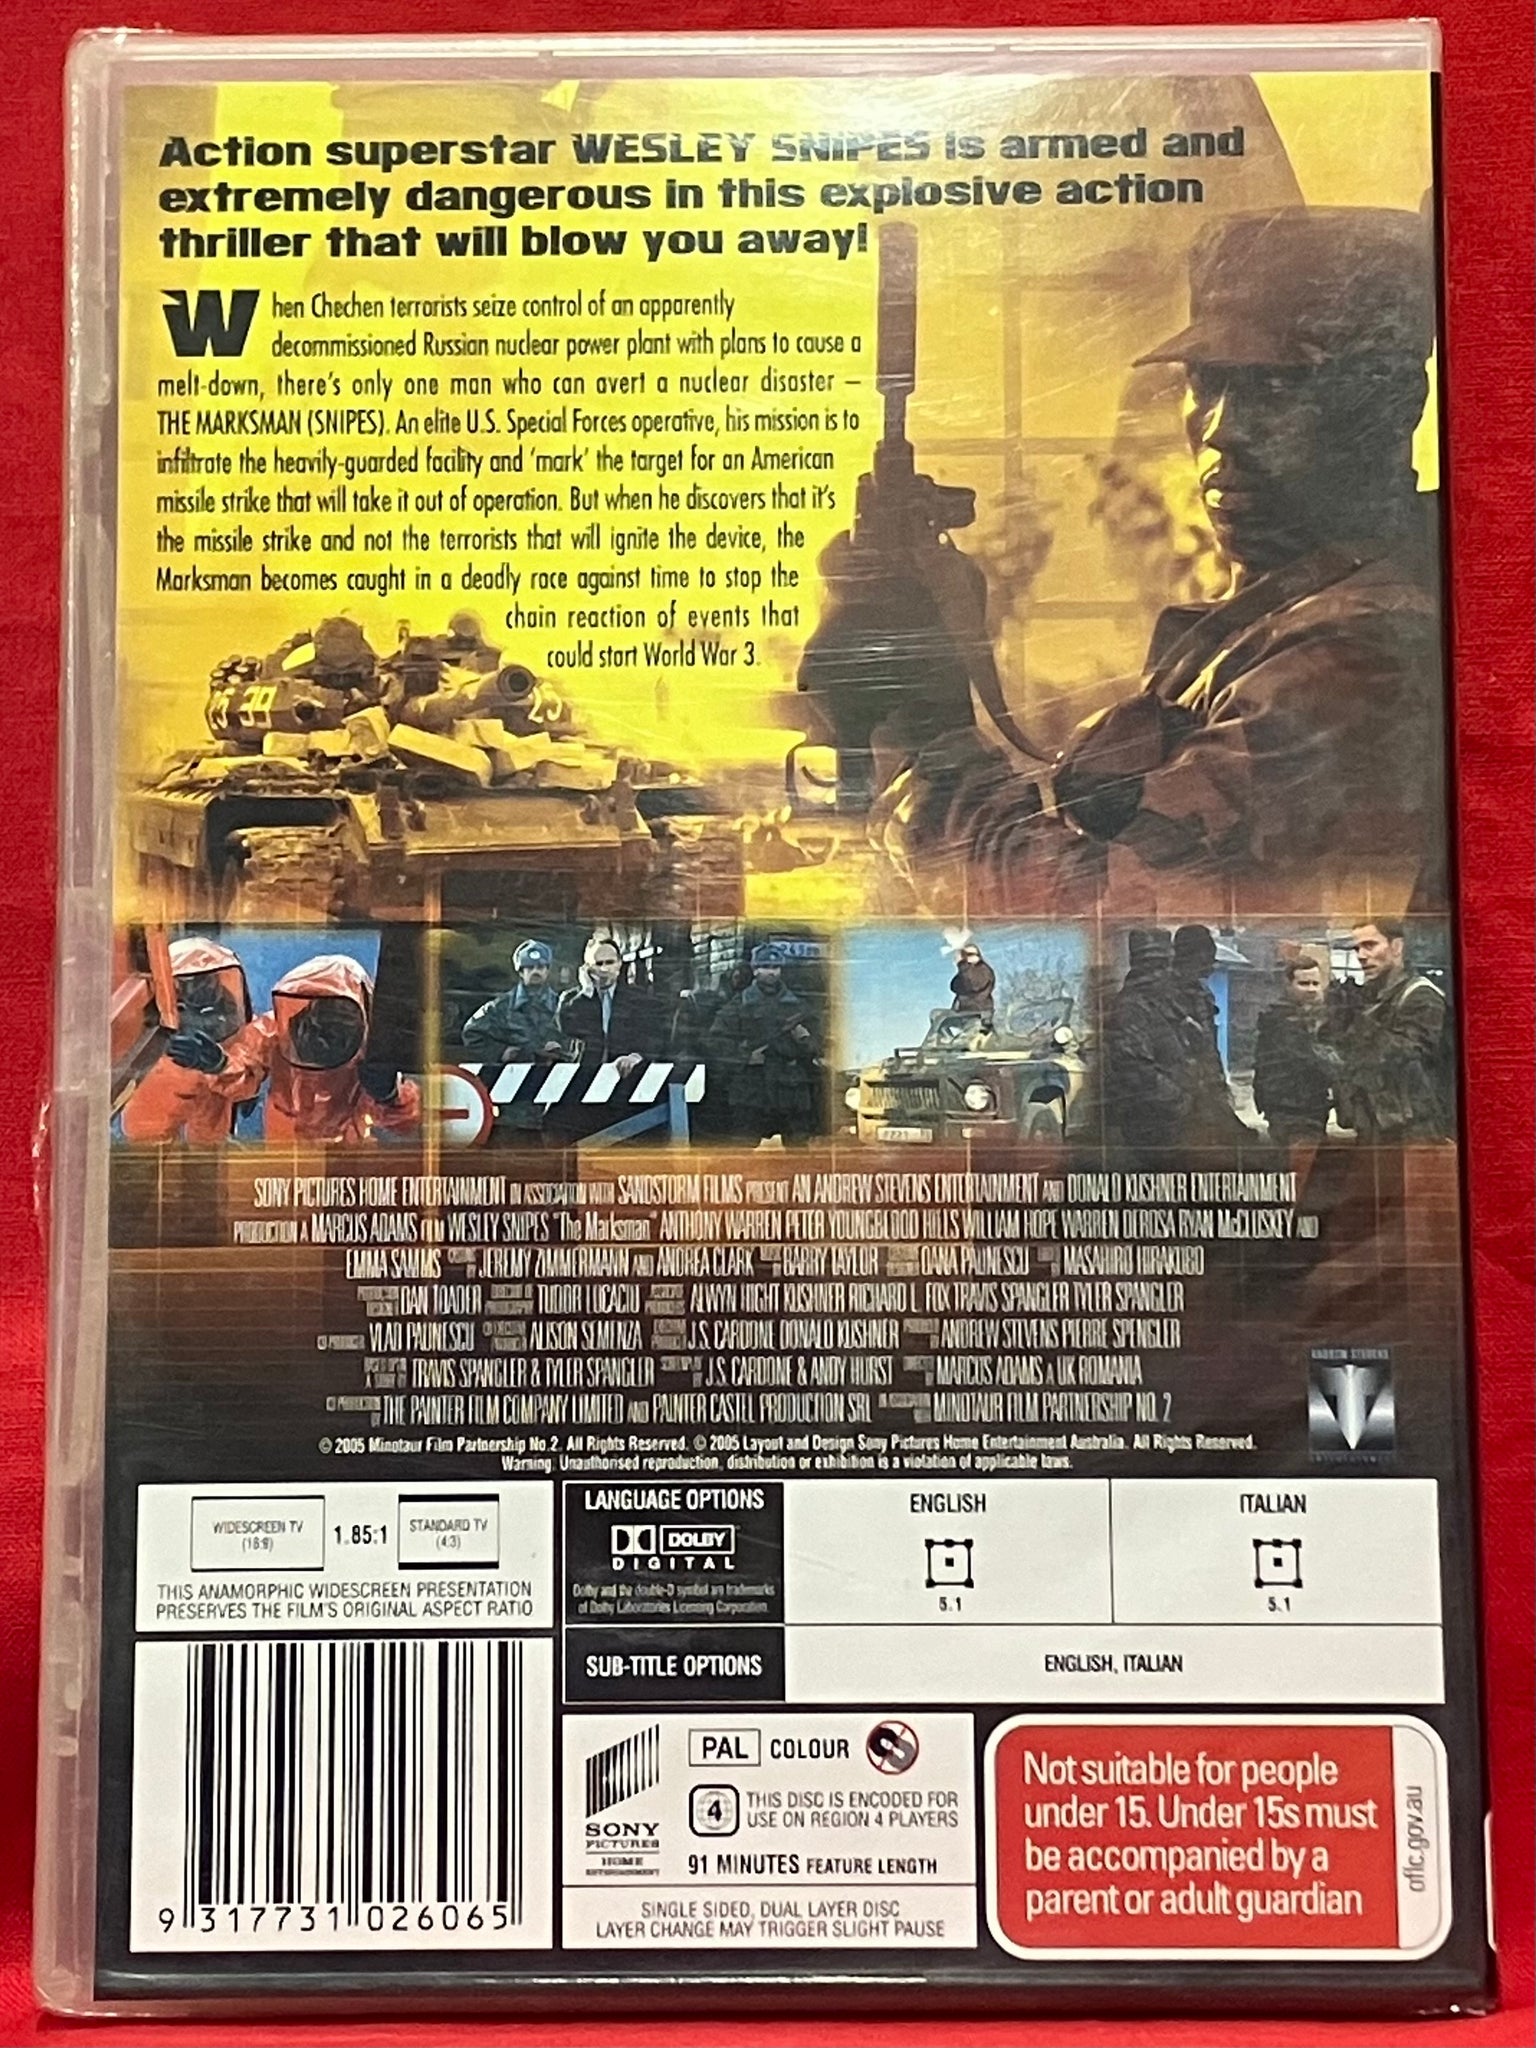 Action superstar WESLEY SNIPES is armed and
extremely dangerous in this explosive action
thriller that will blow you away!
When Chechen terrorists seize control of an apparently
decommissioned Russian nuclear power plant with plans to cause a
melt-down, there's only one man who can avert a nuclear disaster –
THE MARKSMAN (SNIPES). An elite U.S. Special Forces operative, his mission is to
infiltrate the heavily-guarded facility and 'mark' the target for an American
missile strike that will take it out of operation. But when he discovers that it's
the missile strike and not the terrorists that will ignite the device, the
Marksman becomes caught in a deadly race against time to stop the
chain reaction of events that
could start World War 3.
25 39
25
SONY PICTURES HOME ENTERTAINMENT IN ASSOCIATION WITH SANDSTORM FILMS PRESENT AN ANDREW STEVENS ENTERTAINMENT AND DONALD KUSHNER ENTERTAINMENT
PRODUCTION A MARCUS ADAMS FILM WESLEY SNIPES "The Marksman" ANTHONY WARREN PETER YOUNGBLOOD HILLS WILLIAM HOPE WARREN DEROSA RYAN McCLUSKEY AND
EMMA SAMMS JEREMY ZIMMERMANN AND ANDREA CLARK BY BARRY TAYLOR OANA PAUNESCU BY MASAHIRO HIRAKUBO
DAN TOADER TUDOR LUCACIU ALWYN HIGHT KUSHNER RICHARD L. FOX TRAVIS SPANGLER TYLER SPANGLER
VLAD PAUNESCU ALISON SEMENZA J.S. CARDONE DONALD KUSHNER ANDREW STEVENS PIERRE SPENGLER
TRAVIS SPANGLER & TYLER SPANGLER J.S. CARDONE & ANDY HURST MARCUS ADAMS A UK ROMANIA
THE PAINTER FILM COMPANY LIMITED AND PAINTER CASTEL PRODUCTION SRL MINOTAUR FILM PARTNERSHIP NO. 2
ANDREW STEVENS
ENTERTAINMENT
© 2005 Minotaur Film Partnership No.2. All Rights Reserved. © 2005 Layout and Design Sony Pictures Home Entertainment Australia. All Rights Reserved.
Warning. Unauthorised reproduction, distribution or exhibition is a violation of applicable laws.
WIDESCREEN TV
(16:9)
1.85:1
STANDARD TV
(4:3)
THIS ANAMORPHIC WIDESCREEN PRESENTATION
PRESERVES THE FILM'S ORIGINAL ASPECT RATIO
LANGUAGE OPTIONS
DOLBY
DIGITAL
Dolby and the double-D symbol are trademarks
of Dolby Laboratories Licensing Corporation.
ENGLISH
5.1
ITALIAN
5.1
SUB-TITLE OPTIONS
ENGLISH, ITALIAN
9 317731 026065
SONY
PICTURES
HOME
ENTERTAINMENT
PAL COLOUR
4 THIS DISC IS ENCODED FOR
USE ON REGION 4 PLAYERS
91 MINUTES FEATURE LENGTH
SINGLE SIDED, DUAL LAYER DISC
LAYER CHANGE MAY TRIGGER SLIGHT PAUSE
Not suitable for people
under 15. Under 15s must
be accompanied by a
parent or adult guardian
oflc.gov.au